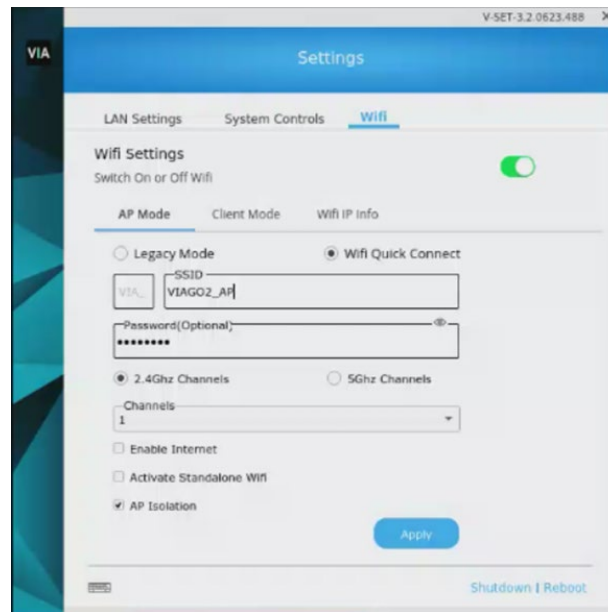 V-SET-3.2.0623.488 X
VIA
Settings
LAN Settings System Controls Wifi
Wifi Settings
Switch On or Off Wifi
AP Mode Client Mode Wifi IP Info
Legacy Mode Wifi Quick Connect
SSID
VIA_ VIAGO2_AP
Password(Optional)
••••••••
2.4Ghz Channels 5Ghz Channels
Channels
1
Enable Internet
Activate Standalone Wifi
AP Isolation
Apply
Shutdown | Reboot